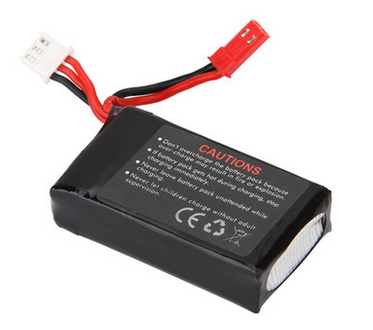 CAUTIONS
• Don't overcharge the battery pack because
over-charge may result in fire or explosion.
• If battery pack gets hot during charging, stop
charging immediately.
• Never leave battery pack unattended while
charging.
• Never let children charge without adult
supervision.
CE